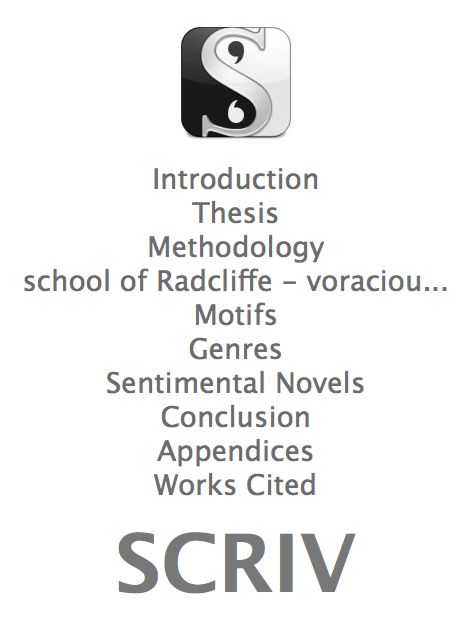 Introduction
Thesis
Methodology
school of Radcliffe – voraciou...
Motifs
Genres
Sentimental Novels
Conclusion
Appendices
Works Cited
SCRIV